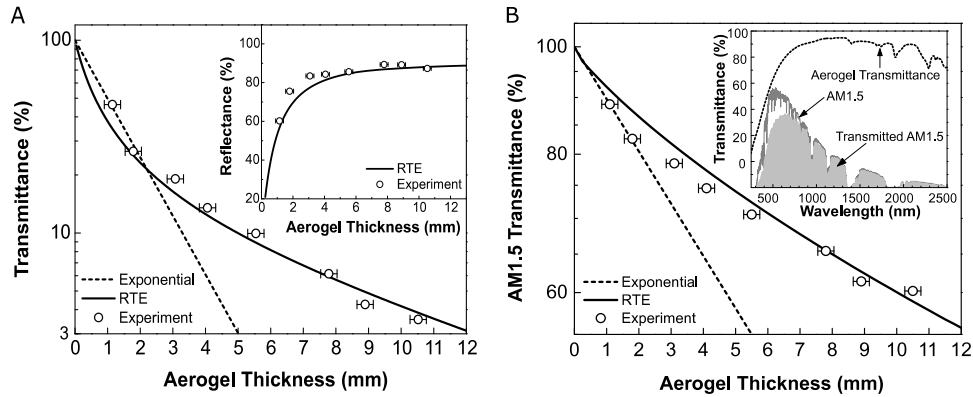 A
Transmittance (%)
100
10
3
0 1 2 3 4 5 6 7 8 9 10 11 12
Aerogel Thickness (mm)
Exponential
RTE
Experiment
Reflectance (%)
100
80
60
40
20
0 2 4 6 8 10 12
Aerogel Thickness (mm)
RTE
Experiment
B
AM1.5 Transmittance (%)
100
80
60
0 1 2 3 4 5 6 7 8 9 10 11 12
Aerogel Thickness (mm)
Exponential
RTE
Experiment
Transmittance (%)
100
80
60
40
20
0
500 1000 1500 2000 2500
Wavelength (nm)
Aerogel Transmittance
AM1.5
Transmitted AM1.5